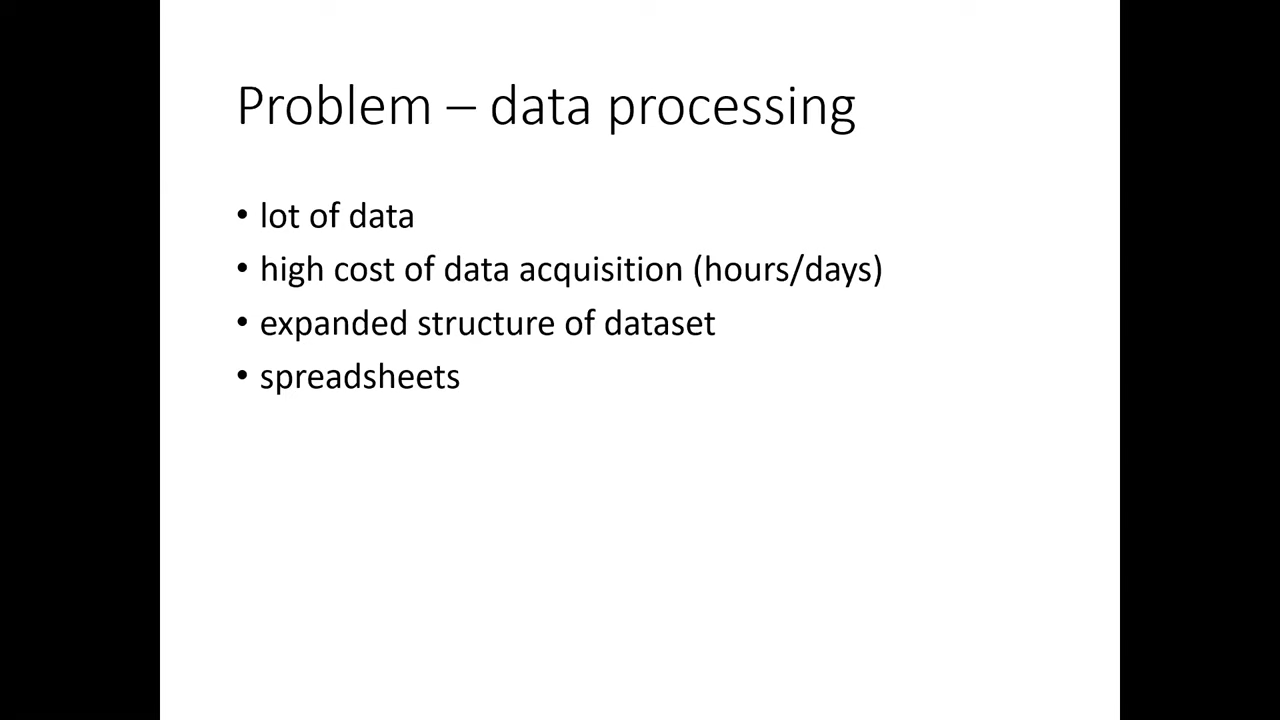 Problem – data processing
• lot of data
• high cost of data acquisition (hours/days)
• expanded structure of dataset
• spreadsheets